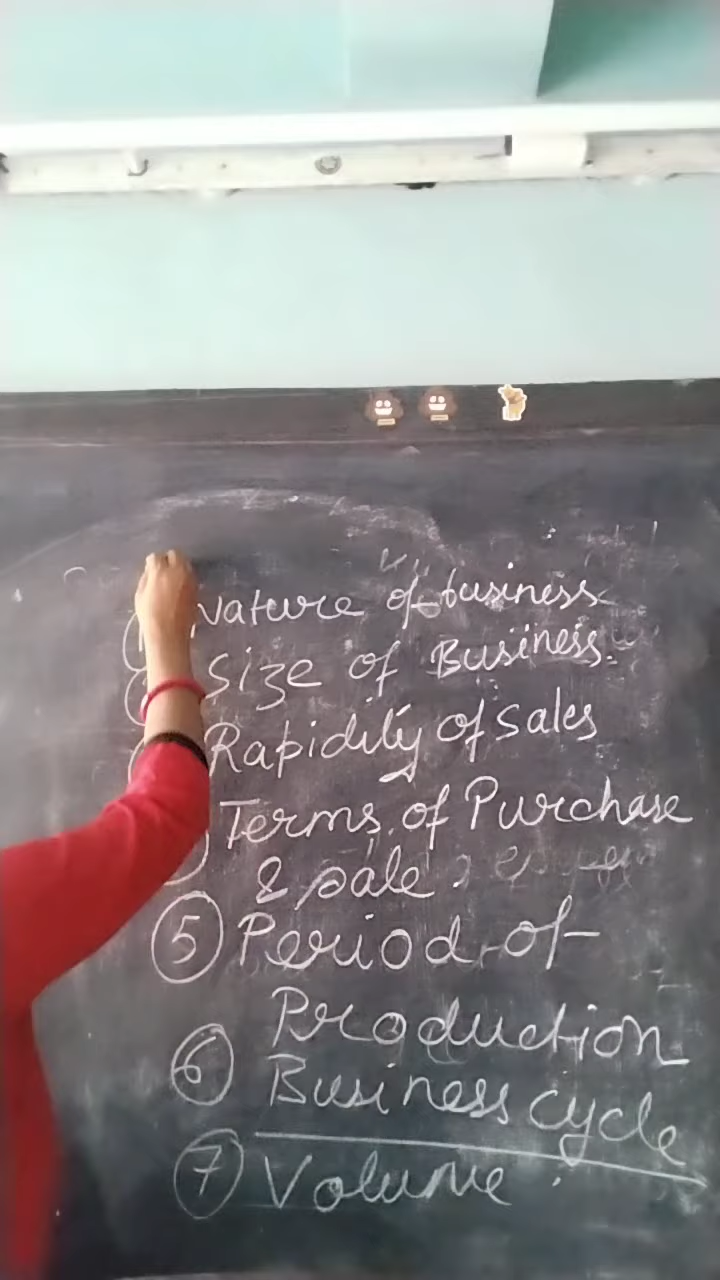 Nature of business
Size of Business.
Rapidity of Sales
Terms of Purchase
& sale.
5 Period of
Production
6 Business cycle
7 Volume.